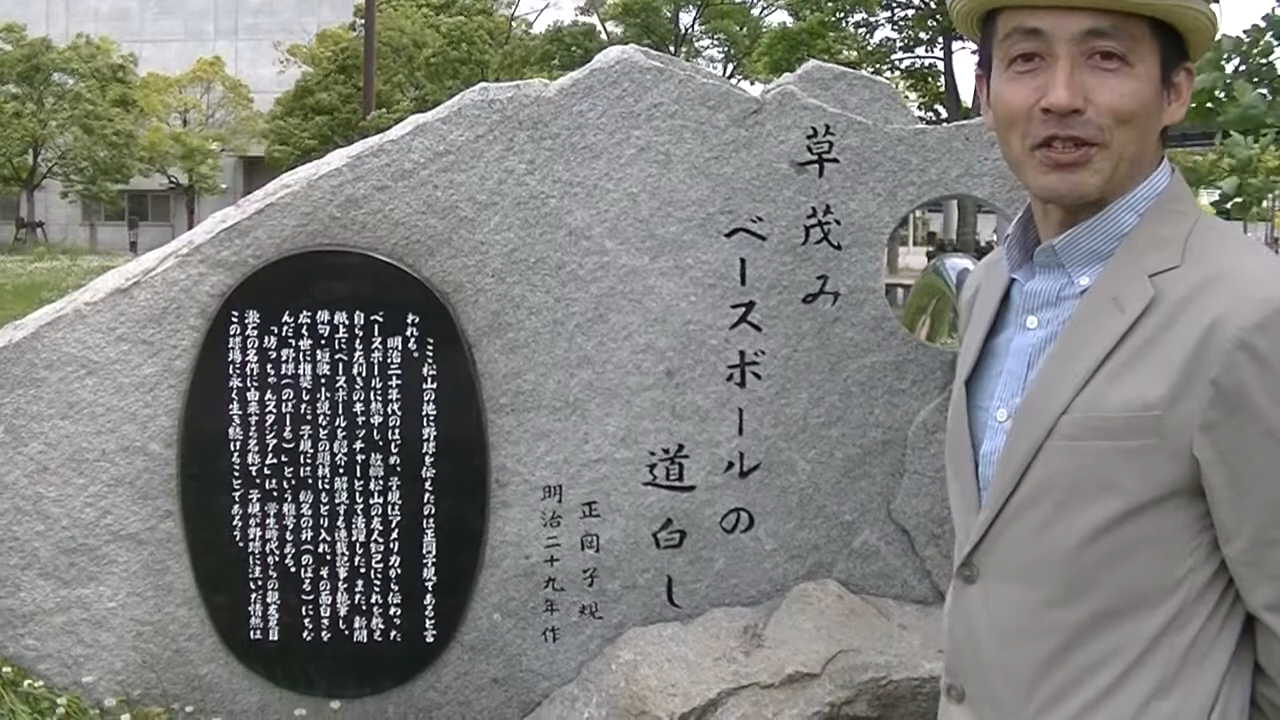 草茂み
ベースボールの
道白し
正岡子規
明治二十九年作
ここ松山の地に野球を伝えたのは正岡子規であると言
われる。
明治二十年代のはじめ、子規はアメリカから伝わった
ベースボールに熱中し、故郷松山の友人知己にこれを教え
自らも左利きのキャッチャーとして活躍した。また、新聞
紙上にベースボールを紹介・解説する連載記事を執筆し、
俳句・短歌・小説などの題材にもとり入れ、その面白さを
広く世に推奨した。子規には、幼名の升(のぼる)にちな
んだ「野球(のぼーる)」という雅号もある。
「坊っちゃんスタジアム」は、学生時代からの親友夏目
漱石の名作に由来する名称で、子規が野球に注いだ情熱は
この球場に永く生き続けることであろう。